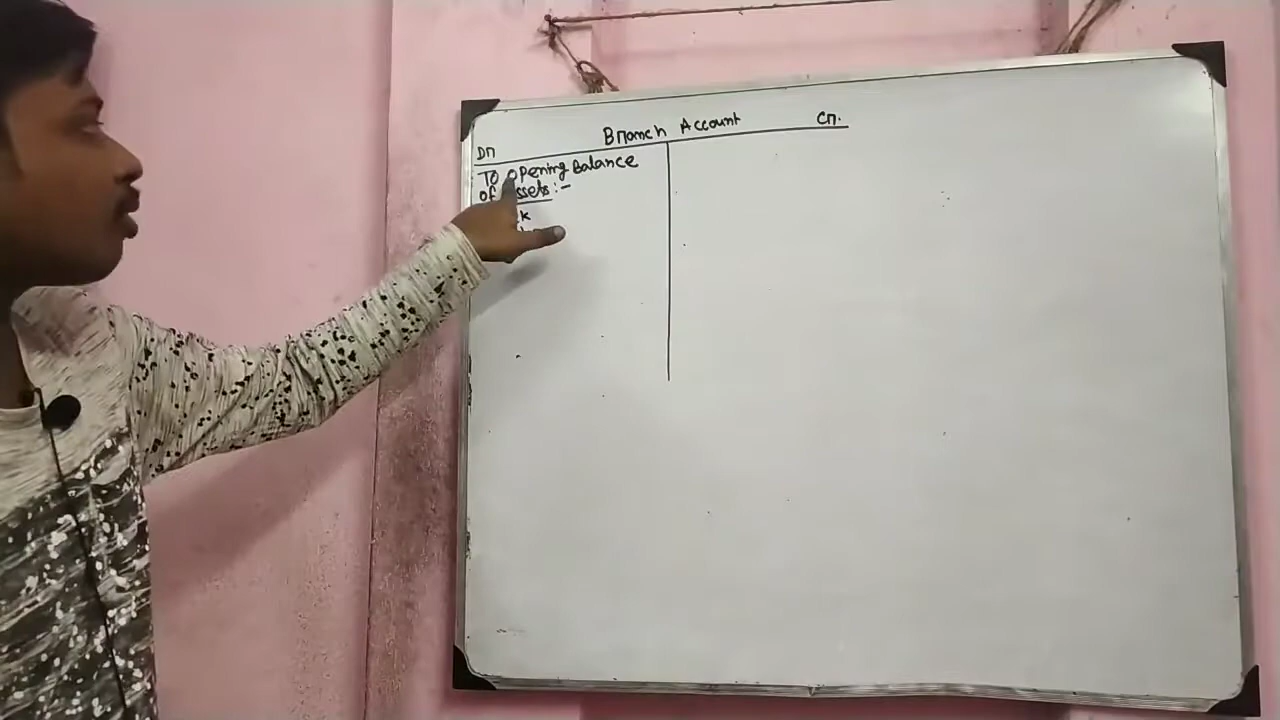 Branch Account
Dr Cr.
To Opening Balance
of Assets :-